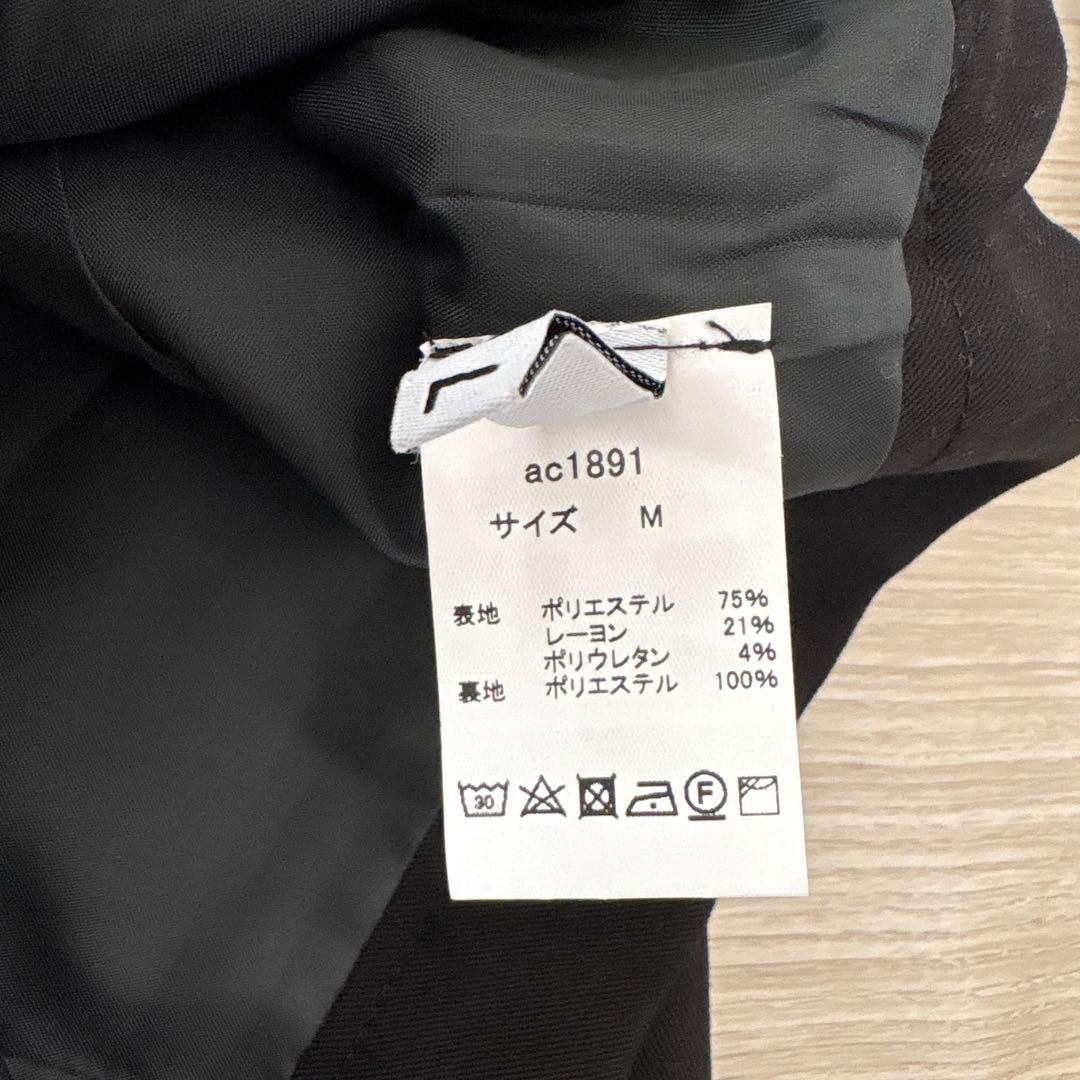 ac1891
サイズ M
表地 ポリエステル 75%
レーヨン 21%
ポリウレタン 4%
裏地 ポリエステル 100%
30 F